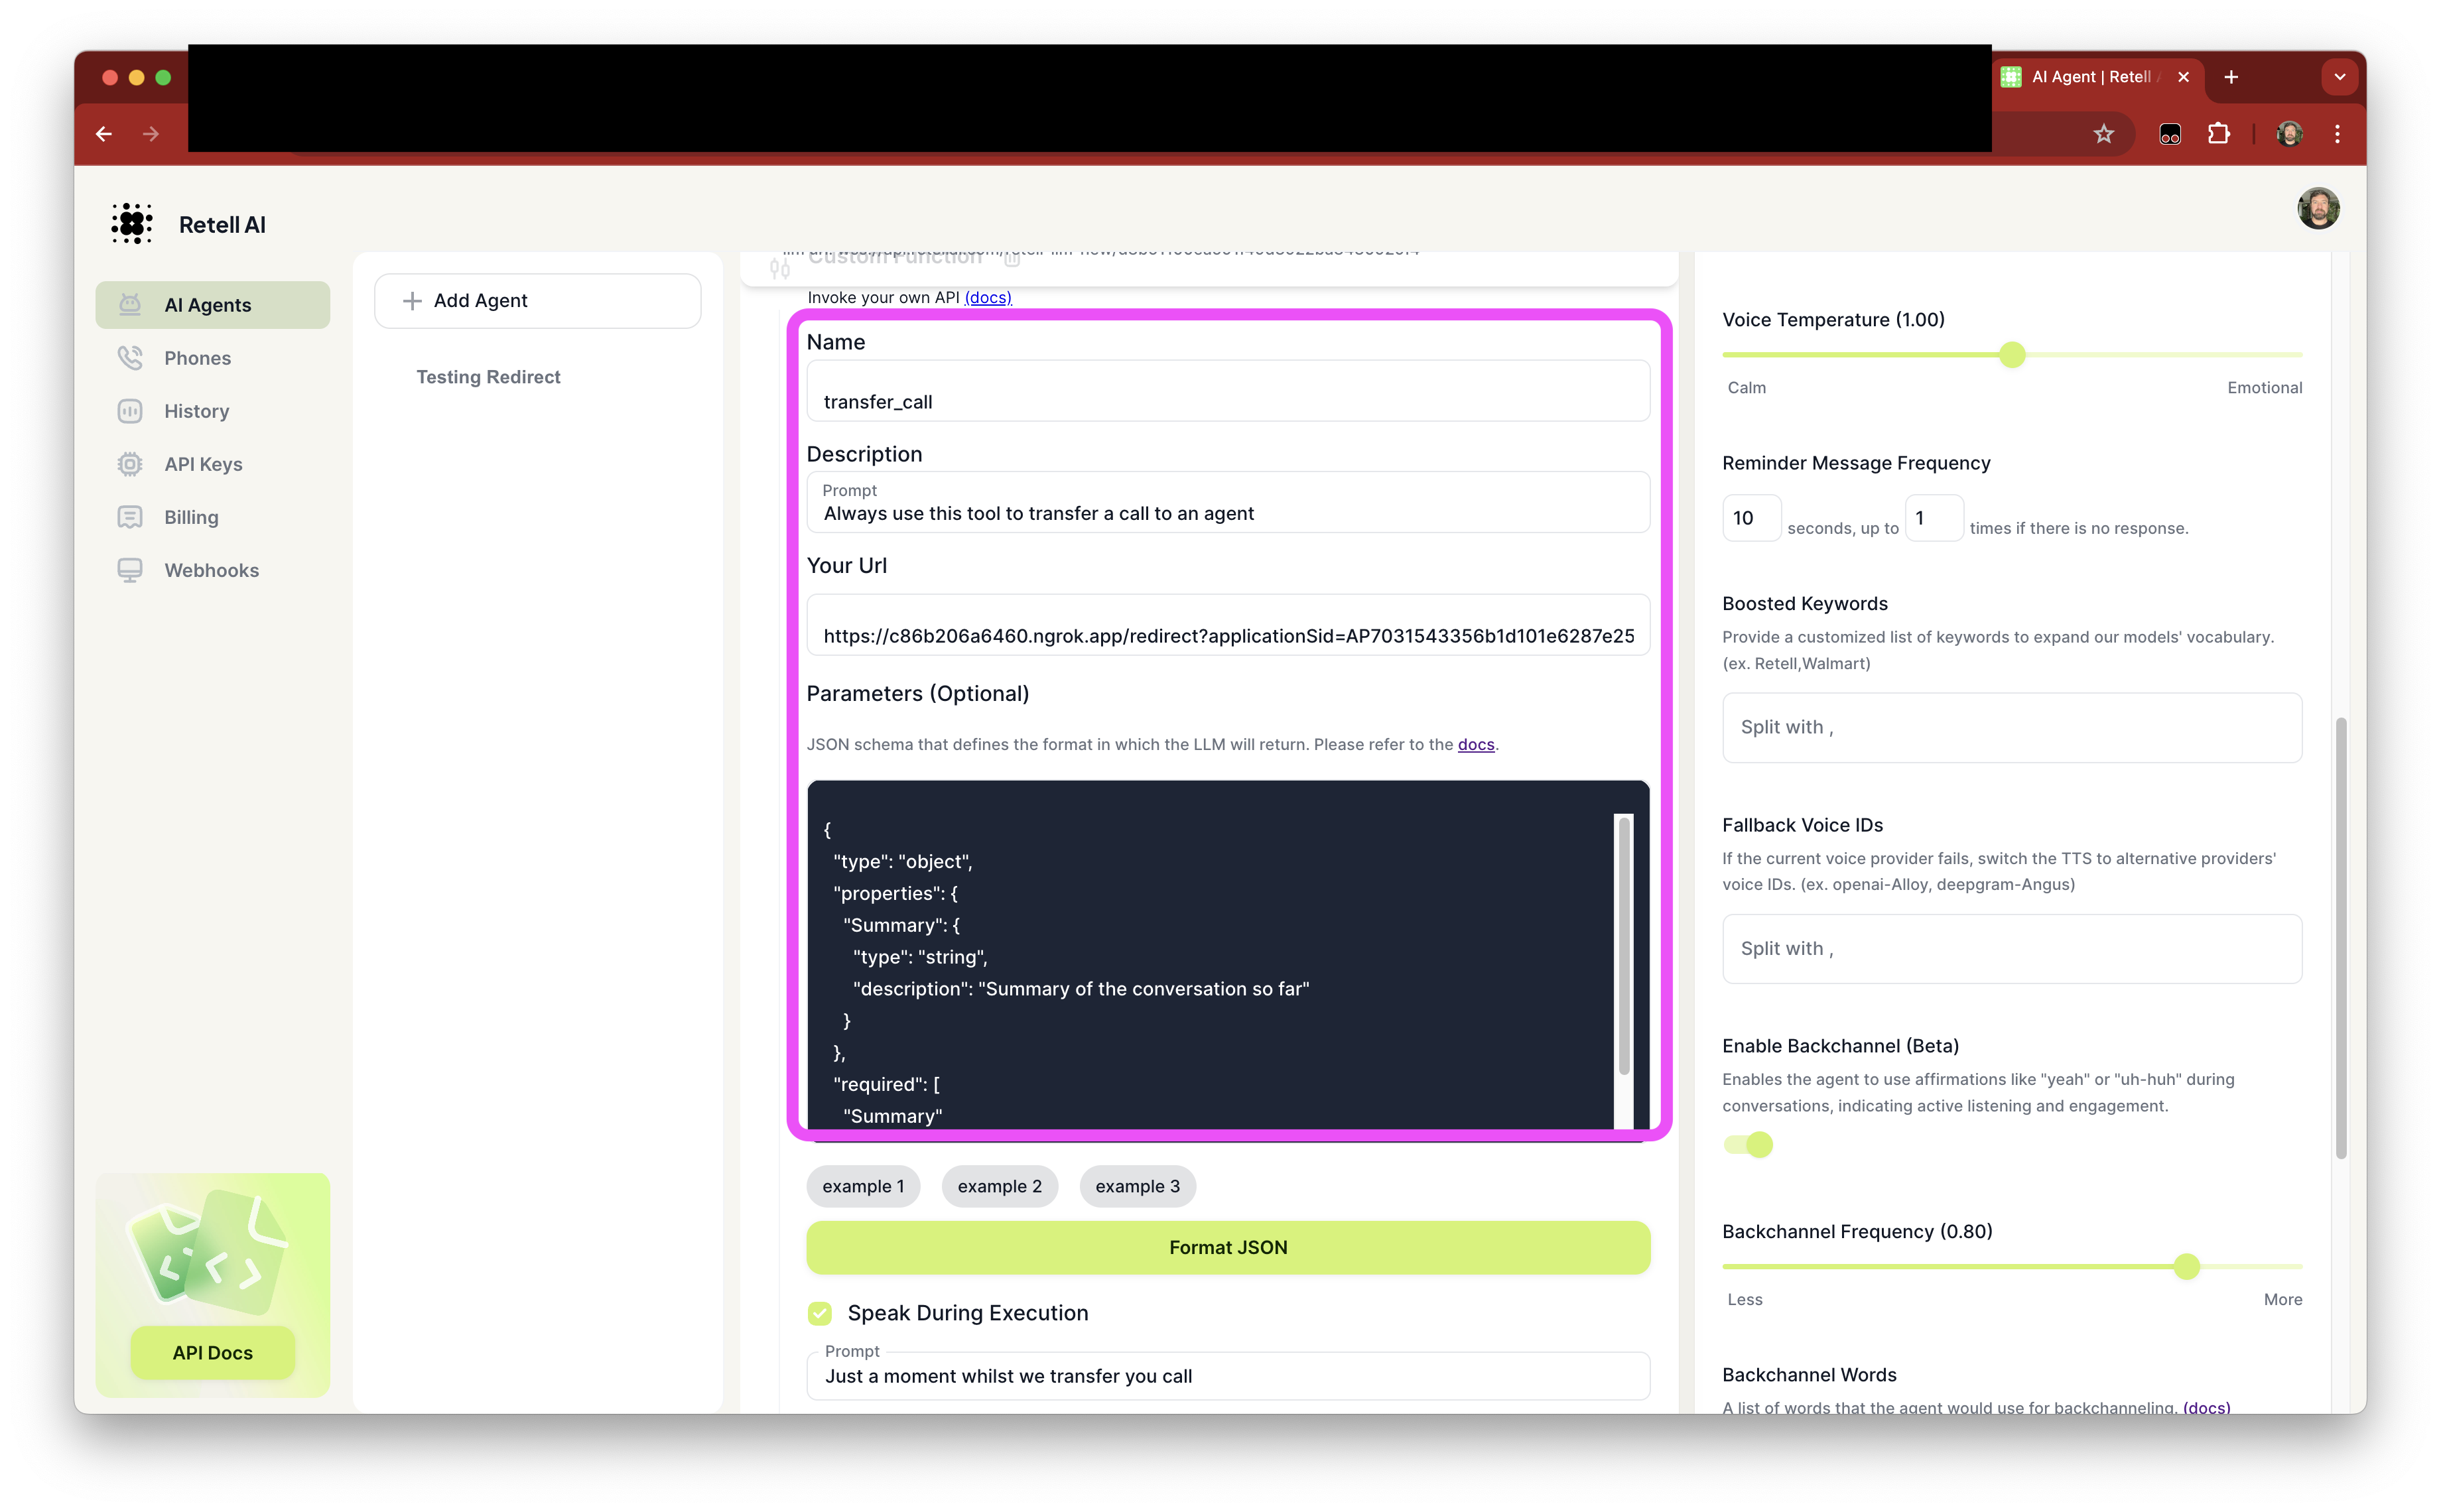 AI Agent | Retell
Retell AI
AI Agents
Phones
History
API Keys
Billing
Webhooks
API Docs
Add Agent
Testing Redirect
Custom Function
Invoke your own API (docs)
Name
transfer_call
Description
Prompt
Always use this tool to transfer a call to an agent
Your Url
https://c86b206a6460.ngrok.app/redirect?applicationSid=AP7031543356b1d101e6287e25
Parameters (Optional)
JSON schema that defines the format in which the LLM will return. Please refer to the docs.
{
"type": "object",
"properties": {
"Summary": {
"type": "string",
"description": "Summary of the conversation so far"
}
},
"required": [
"Summary"
example 1
example 2
example 3
Format JSON
Speak During Execution
Prompt
Just a moment whilst we transfer you call
Voice Temperature (1.00)
Calm
Emotional
Reminder Message Frequency
10 seconds, up to 1 times if there is no response.
Boosted Keywords
Provide a customized list of keywords to expand our models' vocabulary.
(ex. Retell,Walmart)
Split with ,
Fallback Voice IDs
If the current voice provider fails, switch the TTS to alternative providers'
voice IDs. (ex. openai-Alloy, deepgram-Angus)
Split with ,
Enable Backchannel (Beta)
Enables the agent to use affirmations like "yeah" or "uh-huh" during
conversations, indicating active listening and engagement.
Backchannel Frequency (0.80)
Less
More
Backchannel Words
A list of words that the agent would use for backchanneling. (docs)